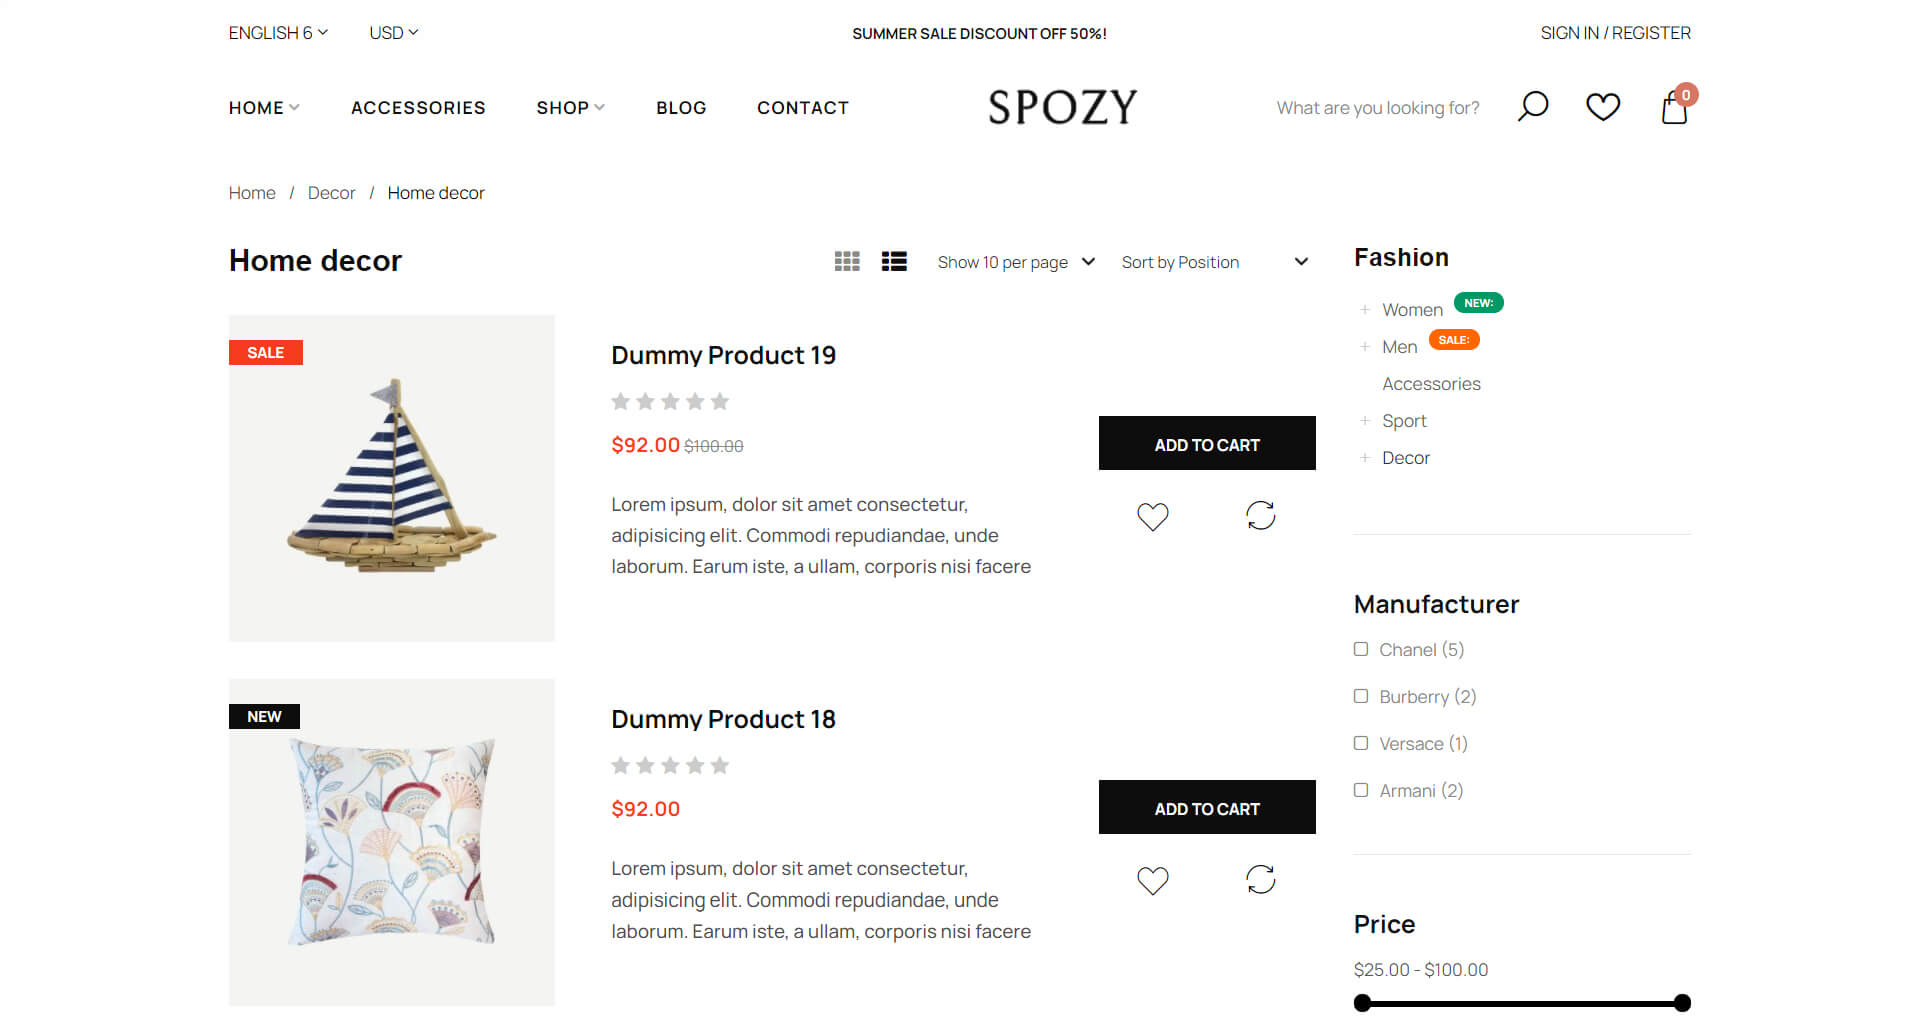 ENGLISH 6
USD
SUMMER SALE DISCOUNT OFF 50%!
SIGN IN / REGISTER
HOME
ACCESSORIES
SHOP
BLOG
CONTACT
SPOZY
What are you looking for?
0
Home / Decor / Home decor
Home decor
Show 10 per page
Sort by Position
SALE
Dummy Product 19
$92.00 $100.00
Lorem ipsum, dolor sit amet consectetur,
adipisicing elit. Commodi repudiandae, unde
laborum. Earum iste, a ullam, corporis nisi facere
ADD TO CART
NEW
Dummy Product 18
$92.00
Lorem ipsum, dolor sit amet consectetur,
adipisicing elit. Commodi repudiandae, unde
laborum. Earum iste, a ullam, corporis nisi facere
ADD TO CART
Fashion
+ Women NEW:
+ Men SALE:
Accessories
+ Sport
+ Decor
Manufacturer
Chanel (5)
Burberry (2)
Versace (1)
Armani (2)
Price
$25.00 - $100.00